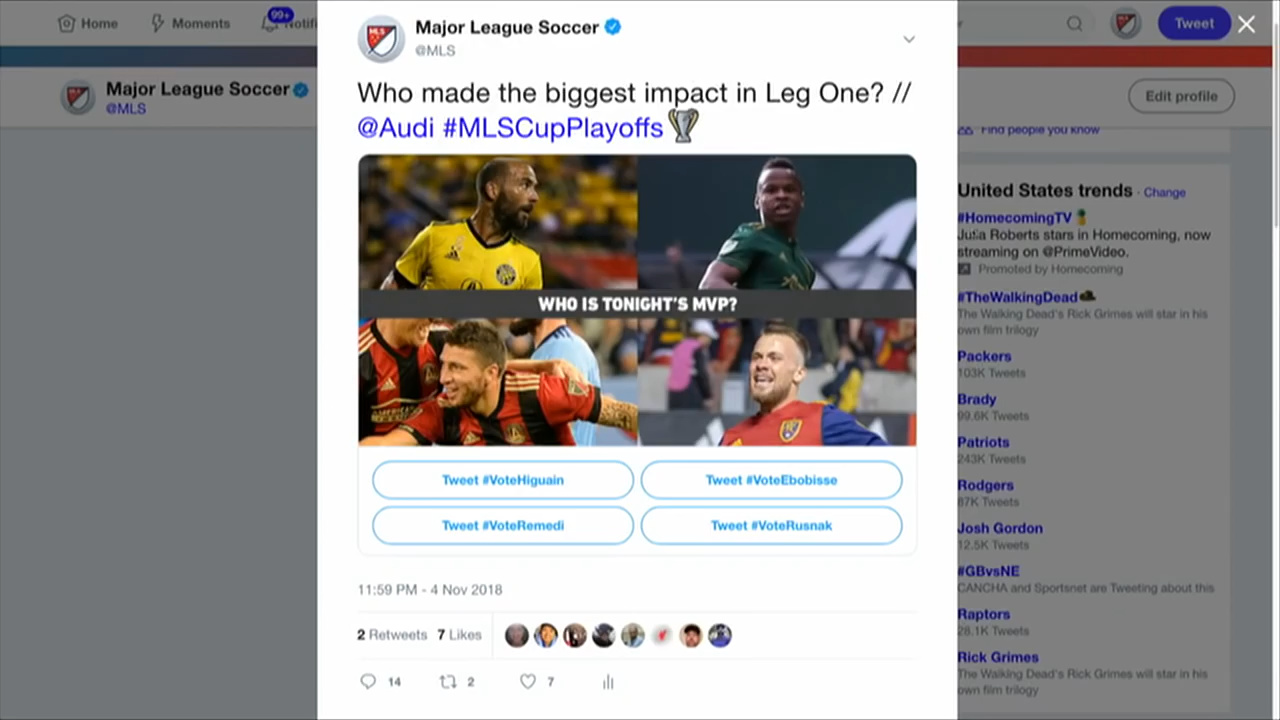 Home
Moments
99+
Notifi
Tweet
Major League Soccer
@MLS
Edit profile
Major League Soccer
@MLS
Who made the biggest impact in Leg One? //
@Audi #MLSCupPlayoffs
WHO IS TONIGHT'S MVP?
Tweet #VoteHiguain
Tweet #VoteEbobisse
Tweet #VoteRemedi
Tweet #VoteRusnak
11:59 PM - 4 Nov 2018
2 Retweets 7 Likes
14 2 7
Find people you know
United States trends · Change
#HomecomingTV
Julia Roberts stars in Homecoming, now
streaming on @PrimeVideo.
Promoted by Homecoming
#TheWalkingDead
The Walking Dead's Rick Grimes will star in his
own film trilogy
Packers
103K Tweets
Brady
99.6K Tweets
Patriots
243K Tweets
Rodgers
87K Tweets
Josh Gordon
12.5K Tweets
#GBvsNE
CANCHA and Sportsnet are Tweeting about this
Raptors
28.1K Tweets
Rick Grimes
The Walking Dead's Rick Grimes will star in his
own film trilogy